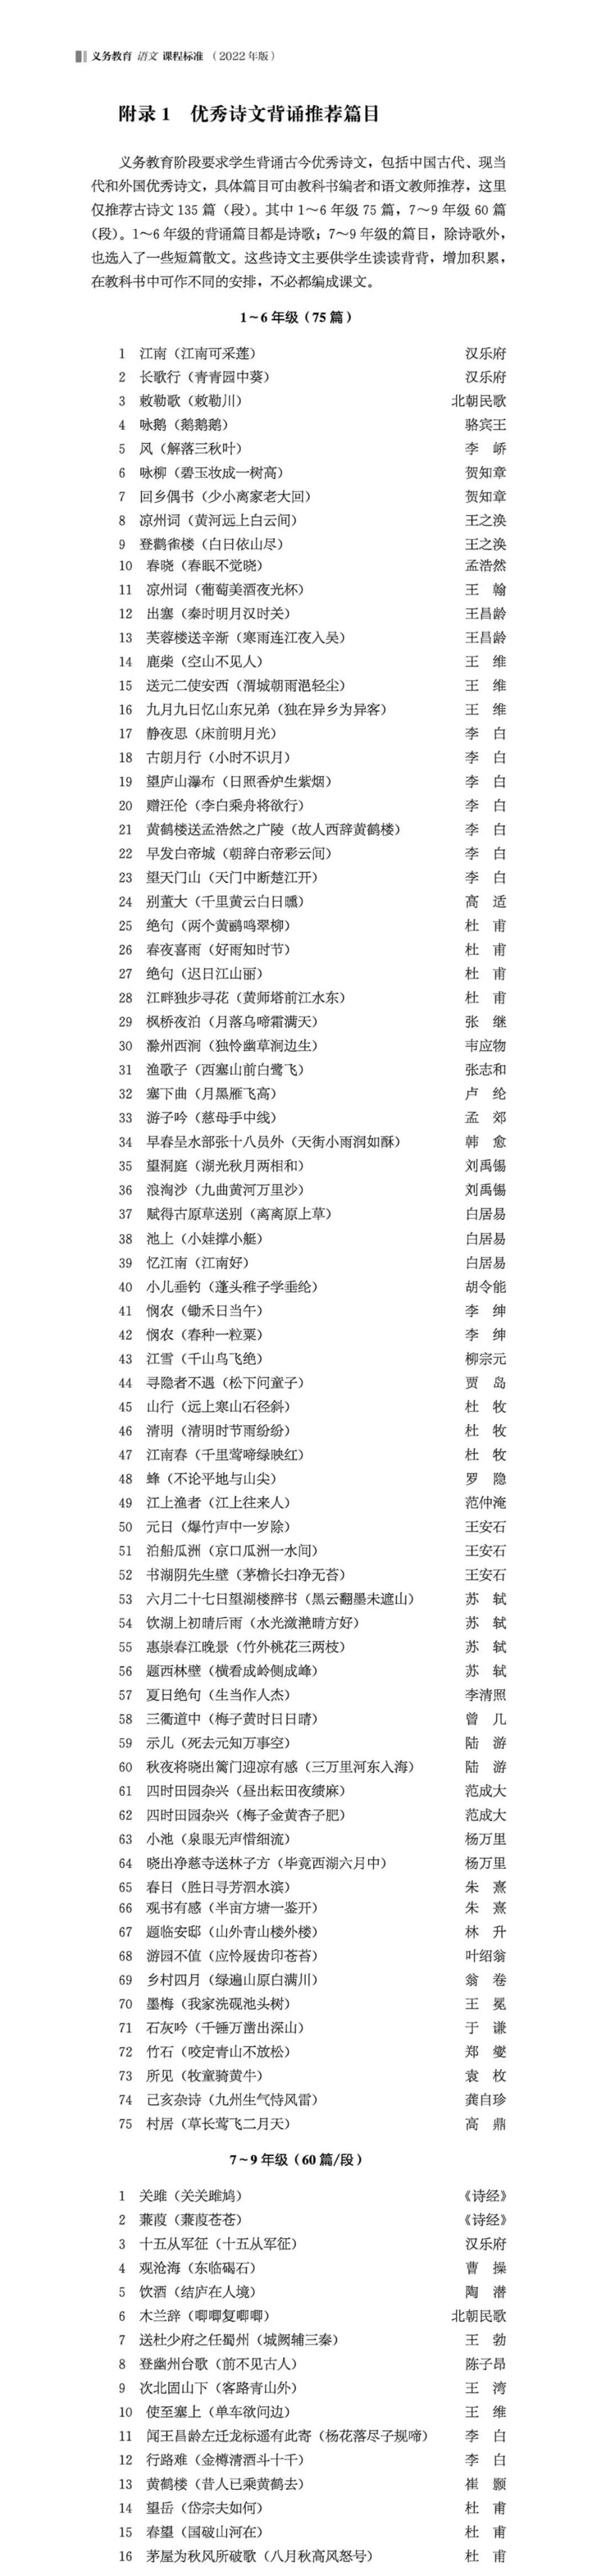 义务教育 语文 课程标准（2022年版）
附录1 优秀诗文背诵推荐篇目
义务教育阶段要求学生背诵古今优秀诗文，包括中国古代、现当
代和外国优秀诗文，具体篇目可由教科书编者和语文教师推荐，这里
仅推荐古诗文135篇（段）。其中1～6年级75篇，7～9年级60篇
（段）。1～6年级的背诵篇目都是诗歌；7～9年级的篇目，除诗歌外，
也选入了一些短篇散文。这些诗文主要供学生读读背背，增加积累，
在教科书中可作不同的安排，不必都编成课文。
1～6年级（75篇）
1 江南（江南可采莲） 汉乐府
2 长歌行（青青园中葵） 汉乐府
3 敕勒歌（敕勒川） 北朝民歌
4 咏鹅（鹅鹅鹅） 骆宾王
5 风（解落三秋叶） 李 峤
6 咏柳（碧玉妆成一树高） 贺知章
7 回乡偶书（少小离家老大回） 贺知章
8 凉州词（黄河远上白云间） 王之涣
9 登鹳雀楼（白日依山尽） 王之涣
10 春晓（春眠不觉晓） 孟浩然
11 凉州词（葡萄美酒夜光杯） 王 翰
12 出塞（秦时明月汉时关） 王昌龄
13 芙蓉楼送辛渐（寒雨连江夜入吴） 王昌龄
14 鹿柴（空山不见人） 王 维
15 送元二使安西（渭城朝雨浥轻尘） 王 维
16 九月九日忆山东兄弟（独在异乡为异客） 王 维
17 静夜思（床前明月光） 李 白
18 古朗月行（小时不识月） 李 白
19 望庐山瀑布（日照香炉生紫烟） 李 白
20 赠汪伦（李白乘舟将欲行） 李 白
21 黄鹤楼送孟浩然之广陵（故人西辞黄鹤楼） 李 白
22 早发白帝城（朝辞白帝彩云间） 李 白
23 望天门山（天门中断楚江开） 李 白
24 别董大（千里黄云白日曛） 高 适
25 绝句（两个黄鹂鸣翠柳） 杜 甫
26 春夜喜雨（好雨知时节） 杜 甫
27 绝句（迟日江山丽） 杜 甫
28 江畔独步寻花（黄师塔前江水东） 杜 甫
29 枫桥夜泊（月落乌啼霜满天） 张 继
30 滁州西涧（独怜幽草涧边生） 韦应物
31 渔歌子（西塞山前白鹭飞） 张志和
32 塞下曲（月黑雁飞高） 卢 纶
33 游子吟（慈母手中线） 孟 郊
34 早春呈水部张十八员外（天街小雨润如酥） 韩 愈
35 望洞庭（湖光秋月两相和） 刘禹锡
36 浪淘沙（九曲黄河万里沙） 刘禹锡
37 赋得古原草送别（离离原上草） 白居易
38 池上（小娃撑小艇） 白居易
39 忆江南（江南好） 白居易
40 小儿垂钓（蓬头稚子学垂纶） 胡令能
41 悯农（锄禾日当午） 李 绅
42 悯农（春种一粒粟） 李 绅
43 江雪（千山鸟飞绝） 柳宗元
44 寻隐者不遇（松下问童子） 贾 岛
45 山行（远上寒山石径斜） 杜 牧
46 清明（清明时节雨纷纷） 杜 牧
47 江南春（千里莺啼绿映红） 杜 牧
48 蜂（不论平地与山尖） 罗 隐
49 江上渔者（江上往来人） 范仲淹
50 元日（爆竹声中一岁除） 王安石
51 泊船瓜洲（京口瓜洲一水间） 王安石
52 书湖阴先生壁（茅檐长扫净无苔） 王安石
53 六月二十七日望湖楼醉书（黑云翻墨未遮山） 苏 轼
54 饮湖上初晴后雨（水光潋滟晴方好） 苏 轼
55 惠崇春江晚景（竹外桃花三两枝） 苏 轼
56 题西林壁（横看成岭侧成峰） 苏 轼
57 夏日绝句（生当作人杰） 李清照
58 三衢道中（梅子黄时日日晴） 曾 几
59 示儿（死去元知万事空） 陆 游
60 秋夜将晓出篱门迎凉有感（三万里河东入海） 陆 游
61 四时田园杂兴（昼出耘田夜绩麻） 范成大
62 四时田园杂兴（梅子金黄杏子肥） 范成大
63 小池（泉眼无声惜细流） 杨万里
64 晓出净慈寺送林子方（毕竟西湖六月中） 杨万里
65 春日（胜日寻芳泗水滨） 朱 熹
66 观书有感（半亩方塘一鉴开） 朱 熹
67 题临安邸（山外青山楼外楼） 林 升
68 游园不值（应怜屐齿印苍苔） 叶绍翁
69 乡村四月（绿遍山原白满川） 翁 卷
70 墨梅（我家洗砚池头树） 王 冕
71 石灰吟（千锤万凿出深山） 于 谦
72 竹石（咬定青山不放松） 郑 燮
73 所见（牧童骑黄牛） 袁 枚
74 己亥杂诗（九州生气恃风雷） 龚自珍
75 村居（草长莺飞二月天） 高 鼎
7～9年级（60篇/段）
1 关雎（关关雎鸠） 《诗经》
2 蒹葭（蒹葭苍苍） 《诗经》
3 十五从军征（十五从军征） 汉乐府
4 观沧海（东临碣石） 曹 操
5 饮酒（结庐在人境） 陶 潜
6 木兰辞（唧唧复唧唧） 北朝民歌
7 送杜少府之任蜀州（城阙辅三秦） 王 勃
8 登幽州台歌（前不见古人） 陈子昂
9 次北固山下（客路青山外） 王 湾
10 使至塞上（单车欲问边） 王 维
11 闻王昌龄左迁龙标遥有此寄（杨花落尽子规啼） 李 白
12 行路难（金樽清酒斗十千） 李 白
13 黄鹤楼（昔人已乘黄鹤去） 崔 颢
14 望岳（岱宗夫如何） 杜 甫
15 春望（国破山河在） 杜 甫
16 茅屋为秋风所破歌（八月秋高风怒号） 杜 甫